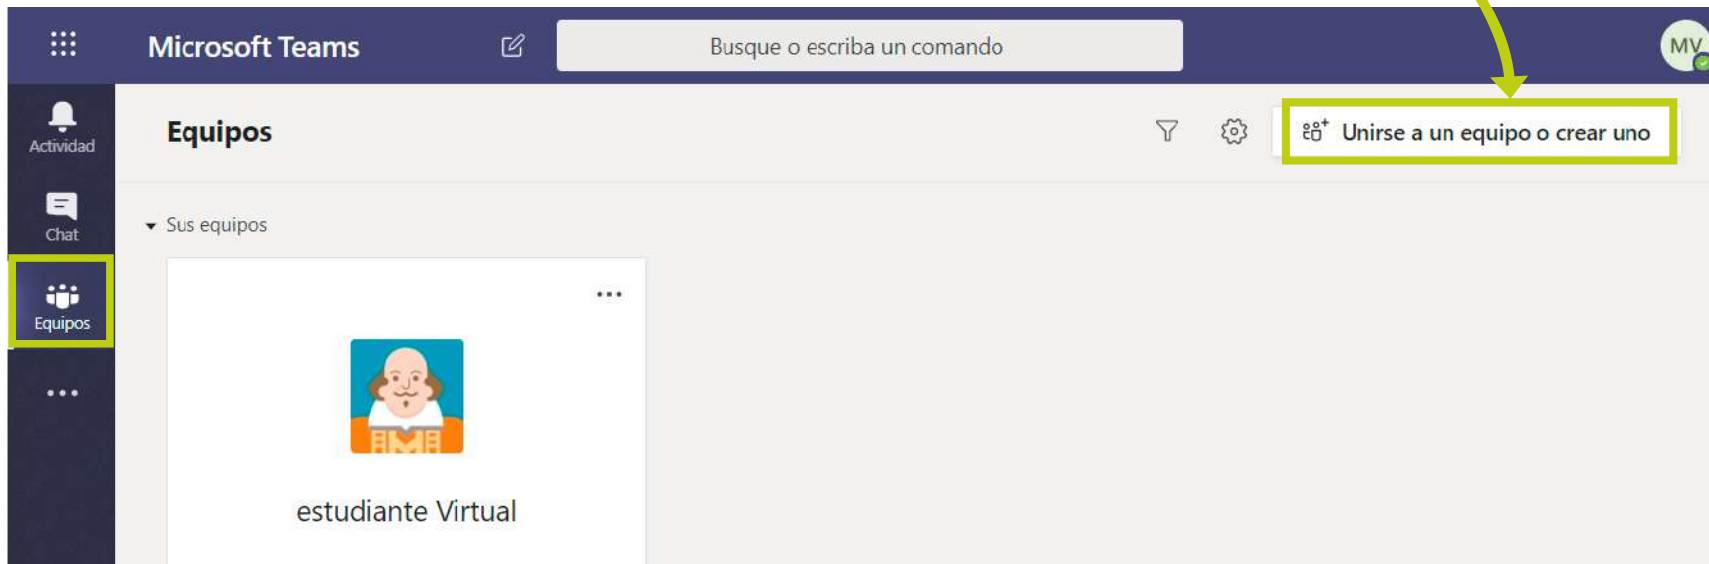 Microsoft Teams
Busque o escriba un comando
MV
Actividad
Equipos
Unirse a un equipo o crear uno
Chat
Sus equipos
Equipos
estudiante Virtual